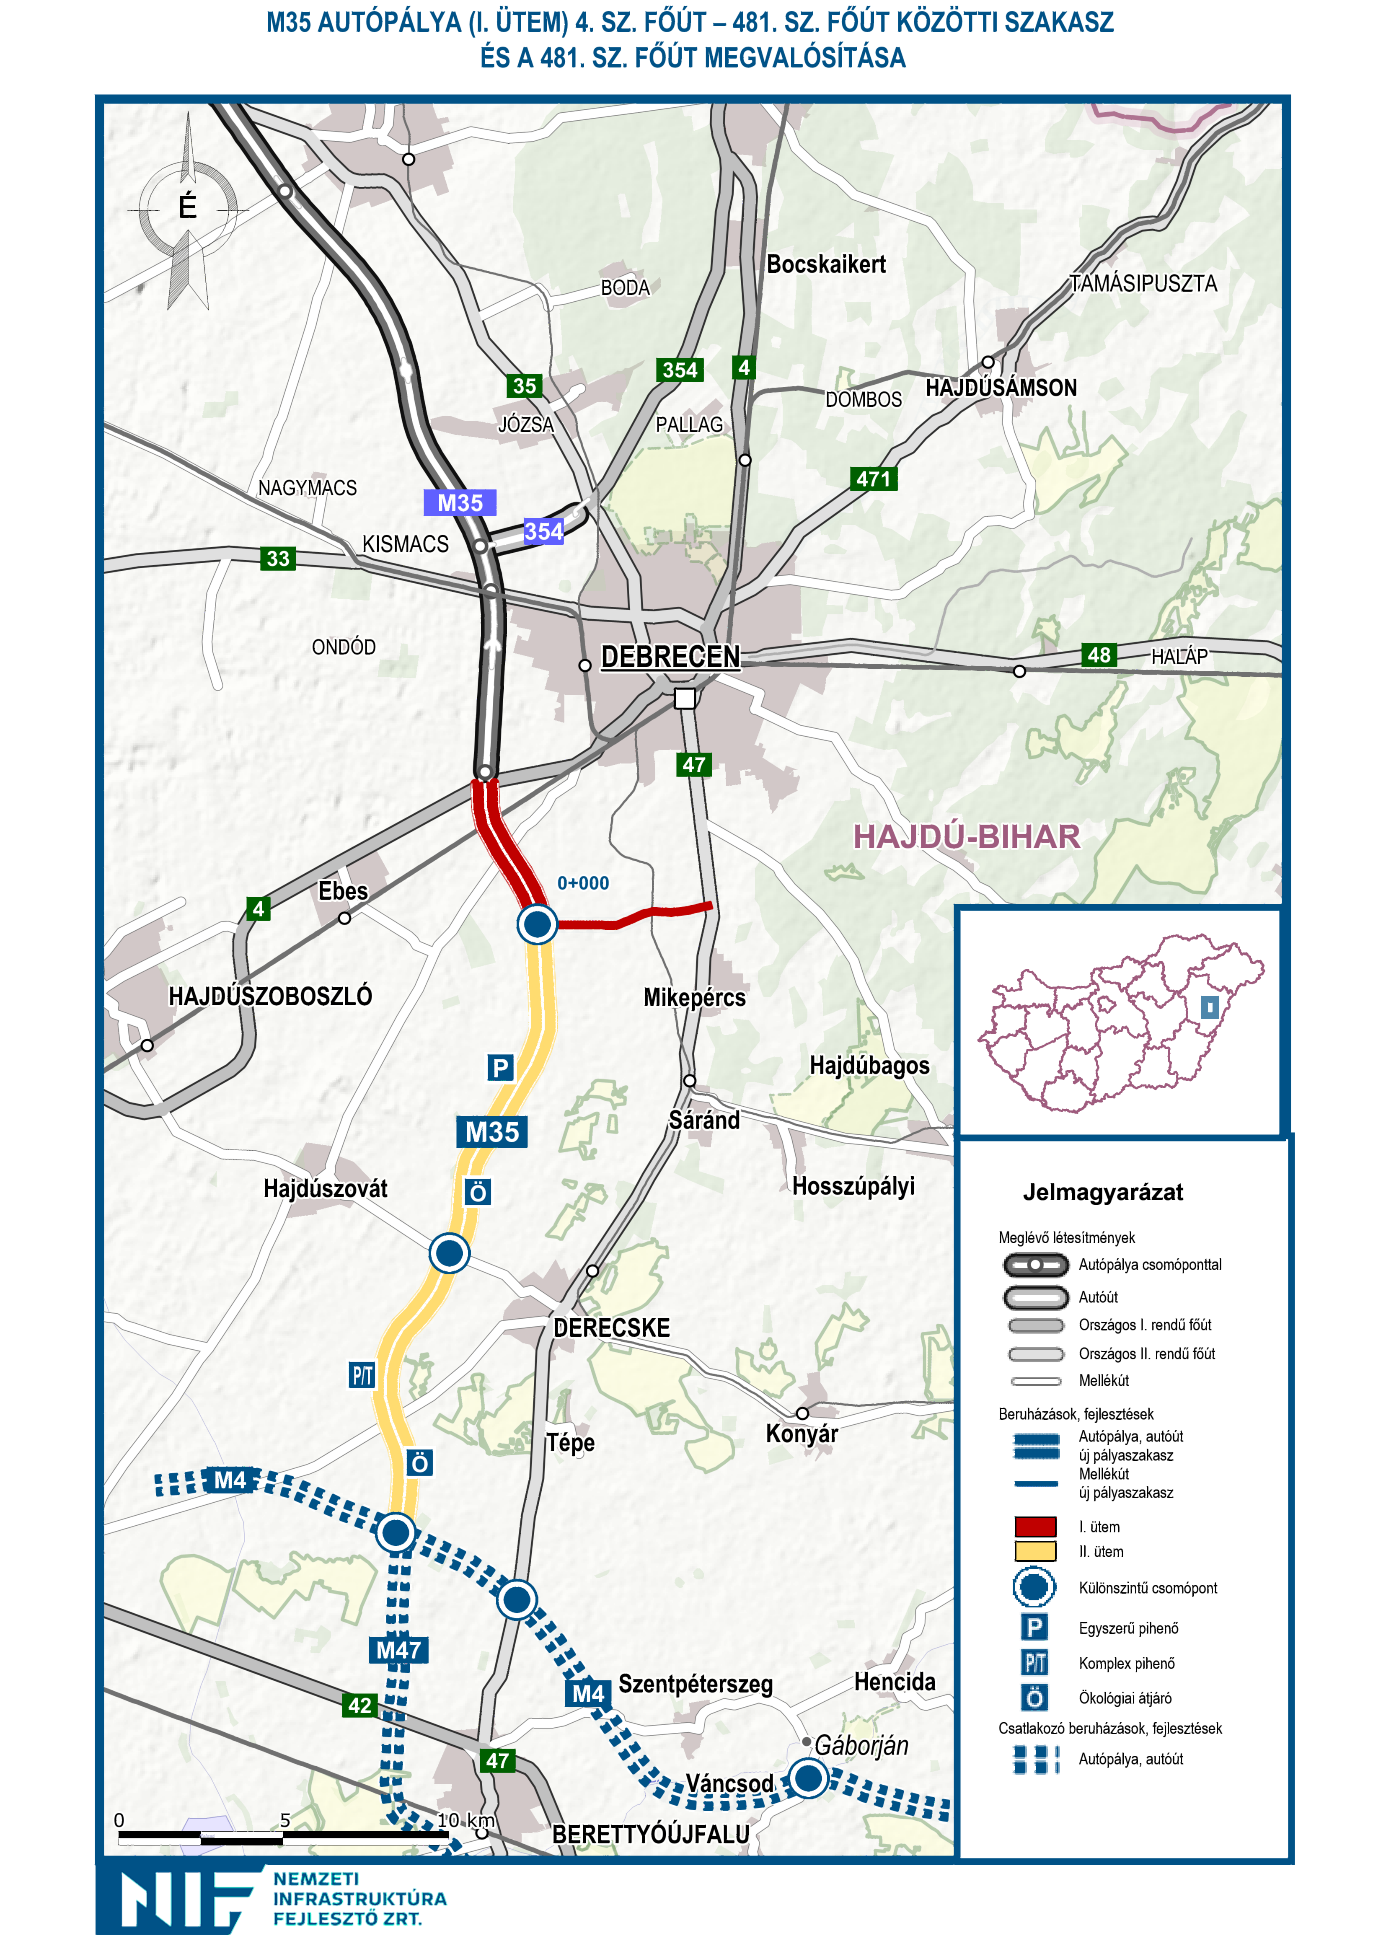 M35 AUTÓPÁLYA (I. ÜTEM) 4. SZ. FŐÚT – 481. SZ. FŐÚT KÖZÖTTI SZAKASZ
ÉS A 481. SZ. FŐÚT MEGVALÓSÍTÁSA
É
Bocskaikert
BODA
TAMÁSIPUSZTA
354
4
35
HAJDÚSÁMSON
DOMBOS
JÓZSA
PALLAG
471
NAGYMACS
M35
354
KISMACS
33
ONDÓD
DEBRECEN
48
HALÁP
47
HAJDÚ-BIHAR
0+000
Ebes
4
HAJDÚSZOBOSZLÓ
Mikepércs
P
Hajdúbagos
M35
Sáránd
Ö
Hajdúszovát
Hosszúpályi
DERECSKE
P/T
Konyár
Tépe
Ö
M4
M47
M4
Szentpéterszeg
Hencida
42
Gáborján
47
Váncsod
BERETTYÓÚJFALU
0
5
10 km
Jelmagyarázat
Meglévő létesítmények
Autópálya csomóponttal
Autóút
Országos I. rendű főút
Országos II. rendű főút
Mellékút
Beruházások, fejlesztések
Autópálya, autóút
új pályaszakasz
Mellékút
új pályaszakasz
I. ütem
II. ütem
Különszintű csomópont
P
Egyszerű pihenő
P/T
Komplex pihenő
Ö
Ökológiai átjáró
Csatlakozó beruházások, fejlesztések
Autópálya, autóút
NIF
NEMZETI
INFRASTRUKTÚRA
FEJLESZTŐ ZRT.